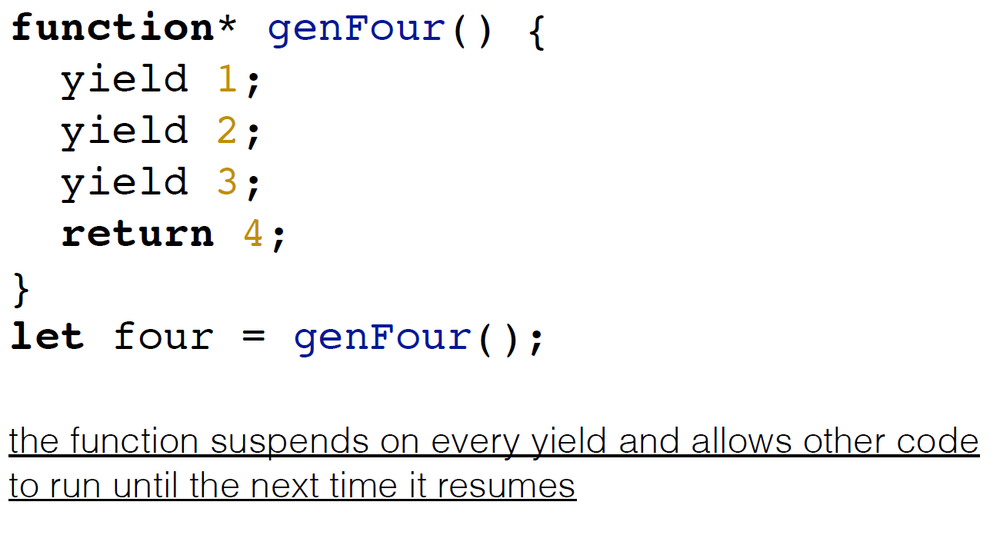 function* genFour() {
  yield 1;
  yield 2;
  yield 3;
  return 4;
}
let four = genFour();
the function suspends on every yield and allows other code
to run until the next time it resumes